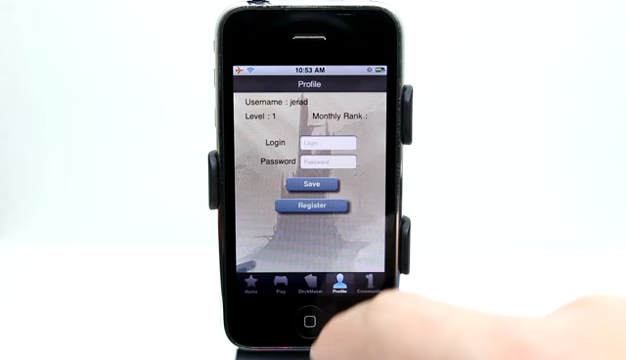 10:53 AM
Profile
Username : jerad
Level : 1 Monthly Rank :
Login Login
Password Password
Save
Register
Home Play DeckMaker Profile